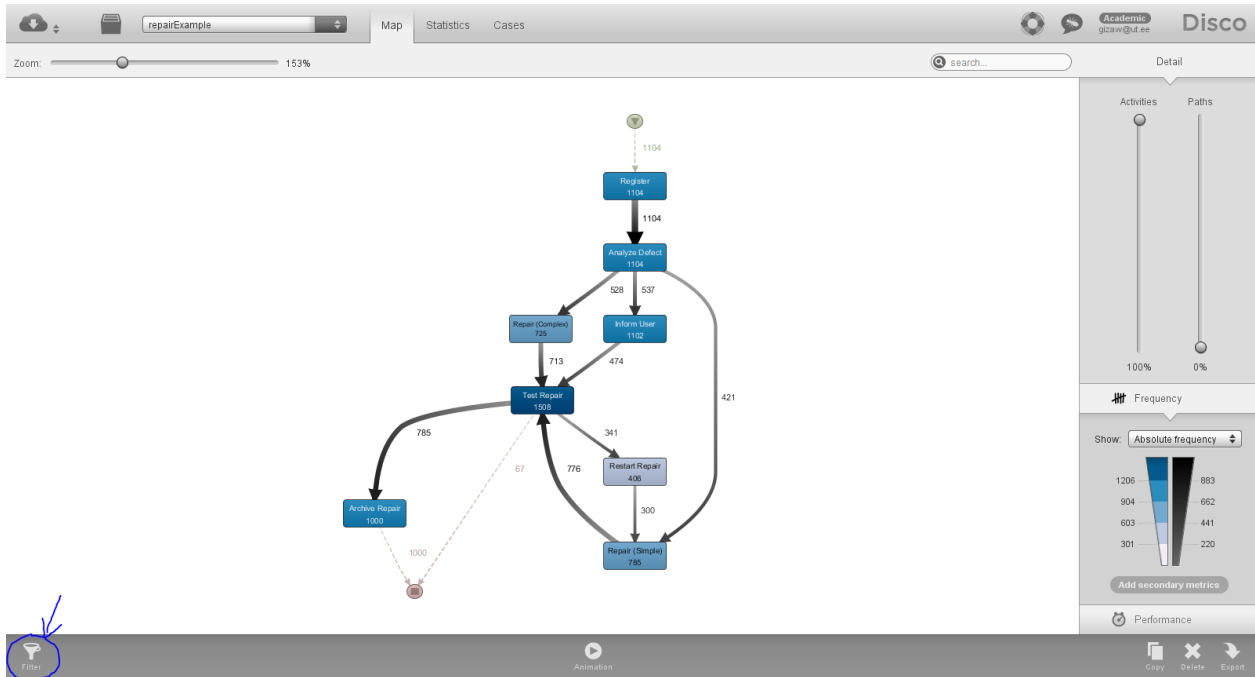 repairExample
Map
Statistics
Cases
Academic
gizaw@ut.ee
Disco
Zoom:
153%
search...
Detail
Activities
Paths
100%
0%
Frequency
Show:
Absolute frequency
1206
904
603
301
883
662
441
220
Add secondary metrics
Performance
1104
Register
1104
1104
Analyze Defect
1104
528
537
Repair (Complex)
725
Inform User
1102
713
474
Test Repair
1508
421
785
341
67
776
Restart Repair
406
Archive Repair
1000
300
1000
Repair (Simple)
785
Filter
Animation
Copy
Delete
Export